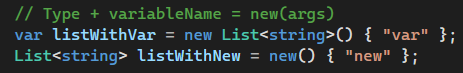 // Type + variableName = new(args)
var listWithVar = new List<string>() { "var" };
List<string> listWithNew = new() { "new" };